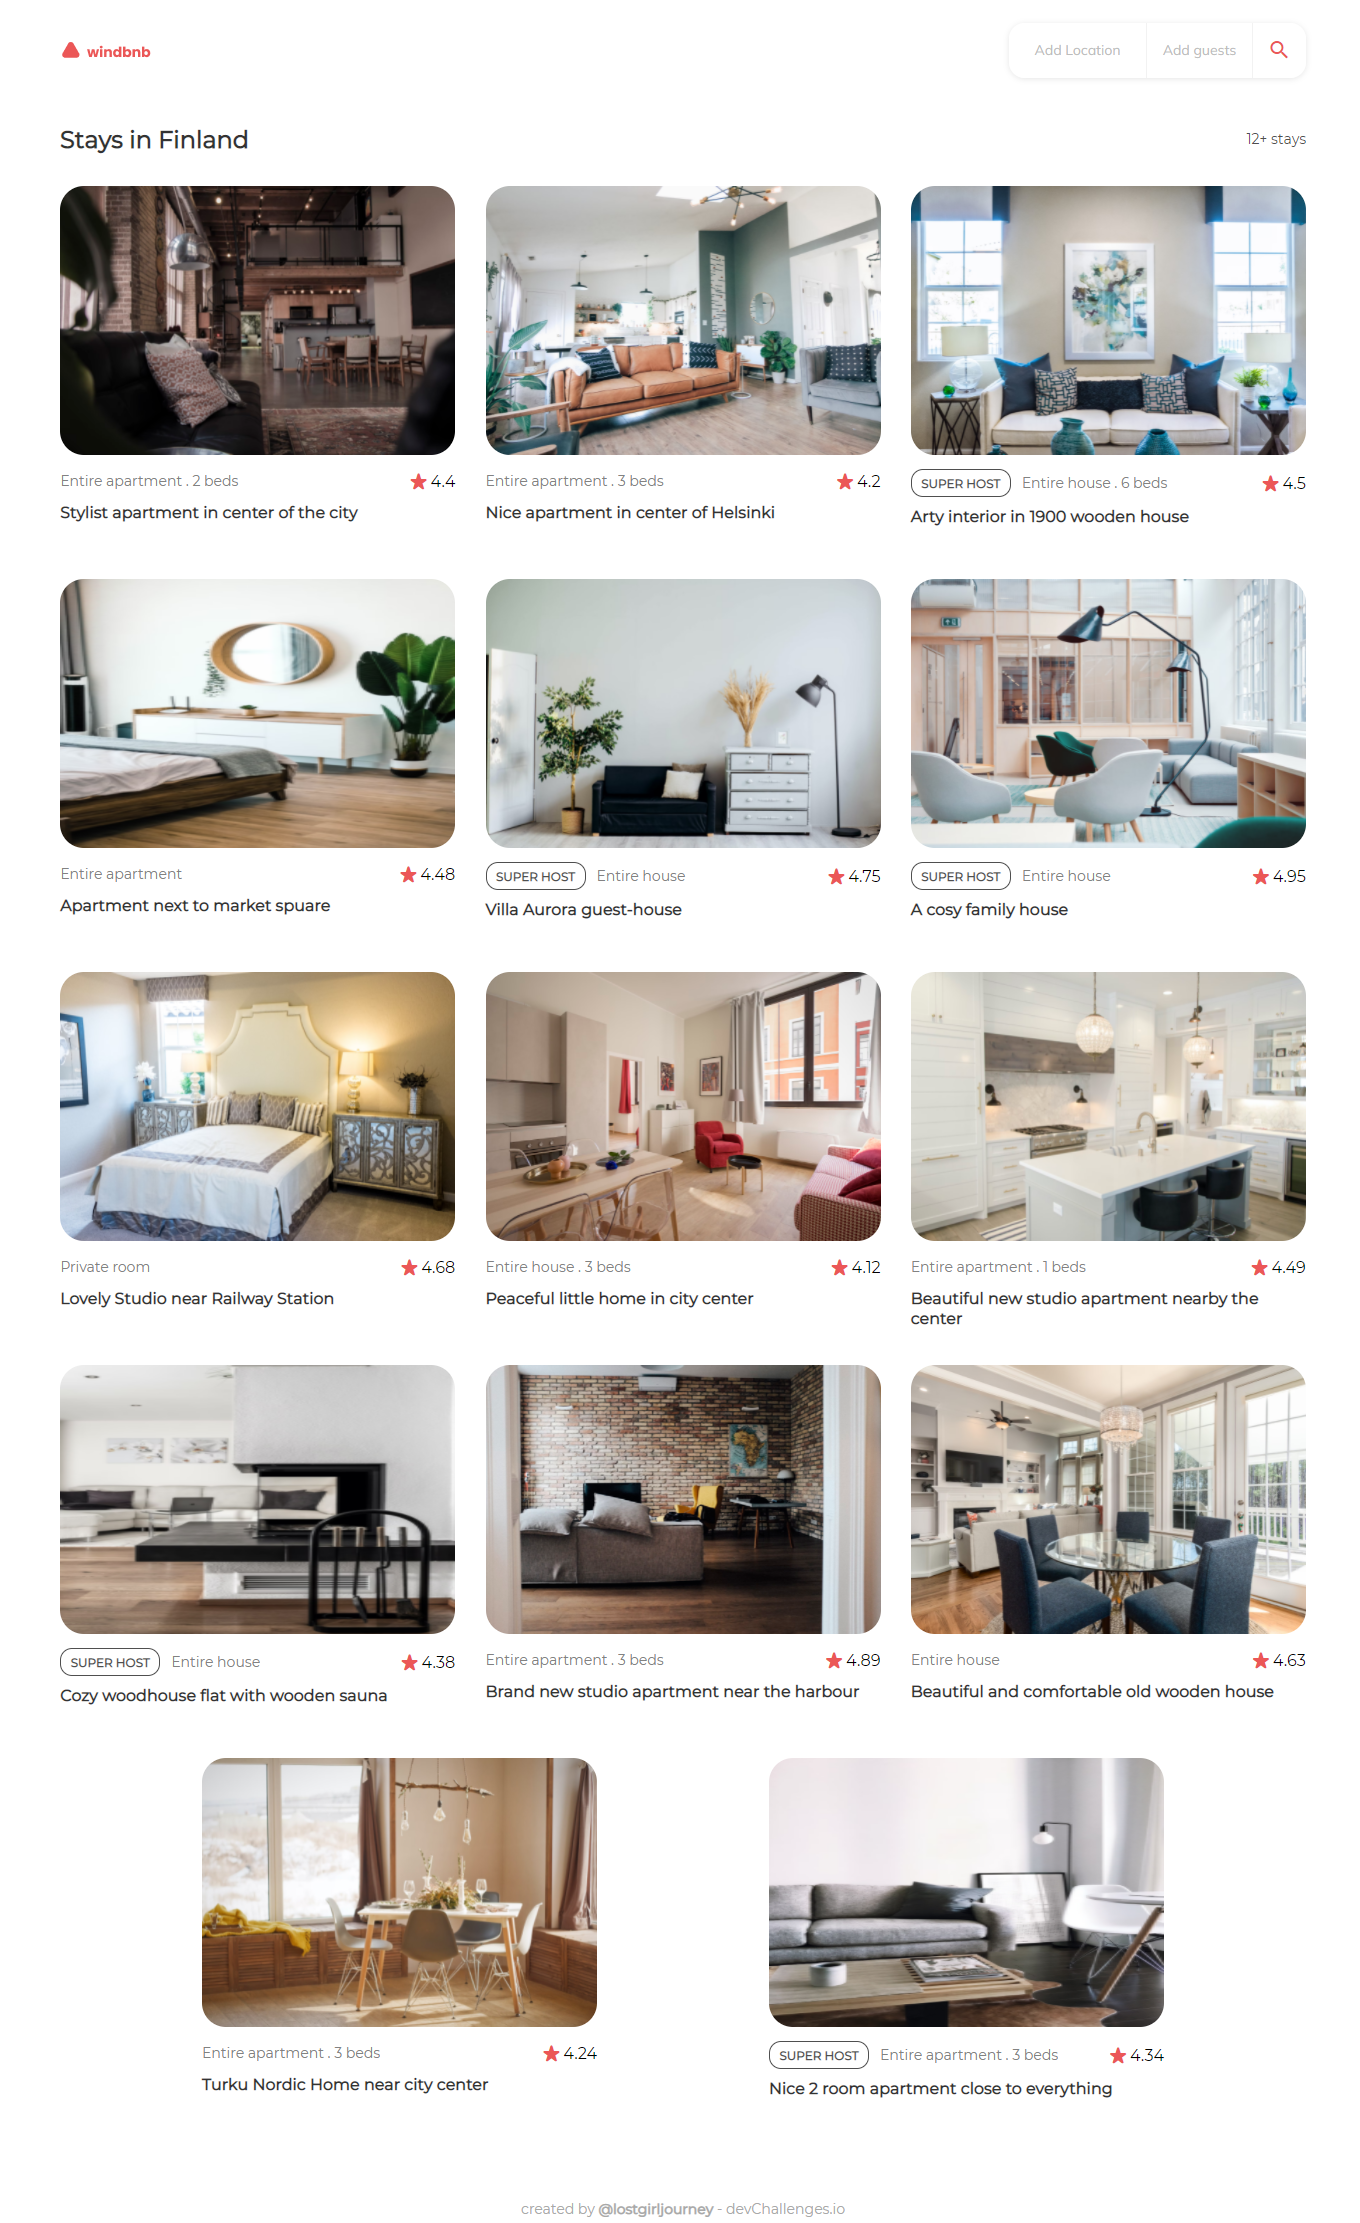 windbnb
Add Location
Add guests
Stays in Finland
12+ stays
Entire apartment . 2 beds
4.4
Stylist apartment in center of the city
Entire apartment . 3 beds
4.2
Nice apartment in center of Helsinki
SUPER HOST
Entire house . 6 beds
4.5
Arty interior in 1900 wooden house
Entire apartment
4.48
Apartment next to market spuare
SUPER HOST
Entire house
4.75
Villa Aurora guest-house
SUPER HOST
Entire house
4.95
A cosy family house
Private room
4.68
Lovely Studio near Railway Station
Entire house . 3 beds
4.12
Peaceful little home in city center
Entire apartment . 1 beds
4.49
Beautiful new studio apartment nearby the
center
SUPER HOST
Entire house
4.38
Cozy woodhouse flat with wooden sauna
Entire apartment . 3 beds
4.89
Brand new studio apartment near the harbour
Entire house
4.63
Beautiful and comfortable old wooden house
Entire apartment . 3 beds
4.24
Turku Nordic Home near city center
SUPER HOST
Entire apartment . 3 beds
4.34
Nice 2 room apartment close to everything
created by @lostgirljourney - devChallenges.io